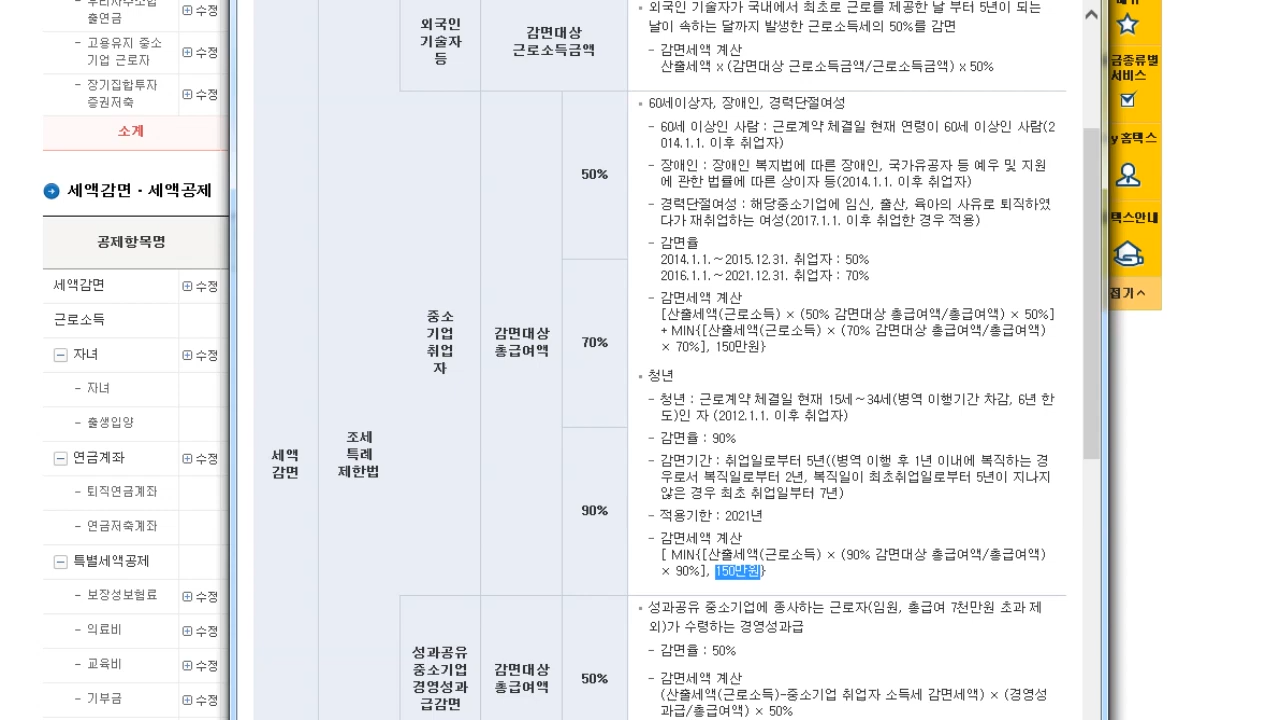 우리사주조합
출연금
수정
- 고용유지 중소
기업 근로자
수정
- 장기집합투자
증권저축
수정
소계
세액감면 · 세액공제
공제항목명
세액감면
수정
근로소득
자녀
수정
- 자녀
- 출생입양
연금계좌
수정
- 퇴직연금계좌
- 연금저축계좌
특별세액공제
- 보장성보험료
수정
- 의료비
수정
- 교육비
수정
- 기부금
수정
세액
감면
조세
특례
제한법
외국인
기술자
등
감면대상
근로소득금액
외국인 기술자가 국내에서 최초로 근로를 제공한 날 부터 5년이 되는
날이 속하는 달까지 발생한 근로소득세의 50%를 감면
- 감면세액 계산
산출세액 x (감면대상 근로소득금액/근로소득금액) x 50%
중소
기업
취업
자
감면대상
총급여액
50%
70%
90%
60세이상자, 장애인, 경력단절여성
- 60세 이상인 사람 : 근로계약 체결일 현재 연령이 60세 이상인 사람(2
014.1.1. 이후 취업자)
- 장애인 : 장애인 복지법에 따른 장애인, 국가유공자 등 예우 및 지원
에 관한 법률에 따른 상이자 등(2014.1.1. 이후 취업자)
- 경력단절여성 : 해당중소기업에 임신, 출산, 육아의 사유로 퇴직하였
다가 재취업하는 여성(2017.1.1. 이후 취업한 경우 적용)
- 감면율
2014.1.1.~2015.12.31. 취업자 : 50%
2016.1.1.~2021.12.31. 취업자 : 70%
- 감면세액 계산
[산출세액(근로소득) × (50% 감면대상 총급여액/총급여액) × 50%]
+ MIN{[산출세액(근로소득) × (70% 감면대상 총급여액/총급여액)
× 70%], 150만원}
청년
- 청년 : 근로계약 체결일 현재 15세~34세(병역 이행기간 차감, 6년 한
도)인 자 (2012.1.1. 이후 취업자)
- 감면율 : 90%
- 감면기간 : 취업일로부터 5년((병역 이행 후 1년 이내에 복직하는 경
우로서 복직일로부터 2년, 복직일이 최초취업일로부터 5년이 지나지
않은 경우 최초 취업일부터 7년)
- 적용기한 : 2021년
- 감면세액 계산
[ MIN{[산출세액(근로소득) × (90% 감면대상 총급여액/총급여액)
× 90%], 150만원}
성과공유
중소기업
경영성과
급감면
감면대상
총급여액
50%
성과공유 중소기업에 종사하는 근로자(임원, 총급여 7천만원 초과 제
외)가 수령하는 경영성과급
- 감면율 : 50%
- 감면세액 계산
(산출세액(근로소득)-중소기업 취업자 소득세 감면세액) × (경영성
과급/총급여액) × 50%
금종류별
서비스
y 홈택스
텍스안내
접기 ^